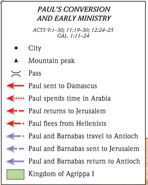 PAUL'S CONVERSION
AND EARLY MINISTRY
ACTS 9:1–30; 11:19–30; 12:24–25
GAL. 1:11–24
City
Mountain peak
Pass
Paul sent to Damascus
Paul spends time in Arabia
Paul returns to Jerusalem
Paul flees from Hellenists
Paul and Barnabas travel to Antioch
Paul and Barnabas sent to Jerusalem
Paul and Barnabas return to Antioch
Kingdom of Agrippa I